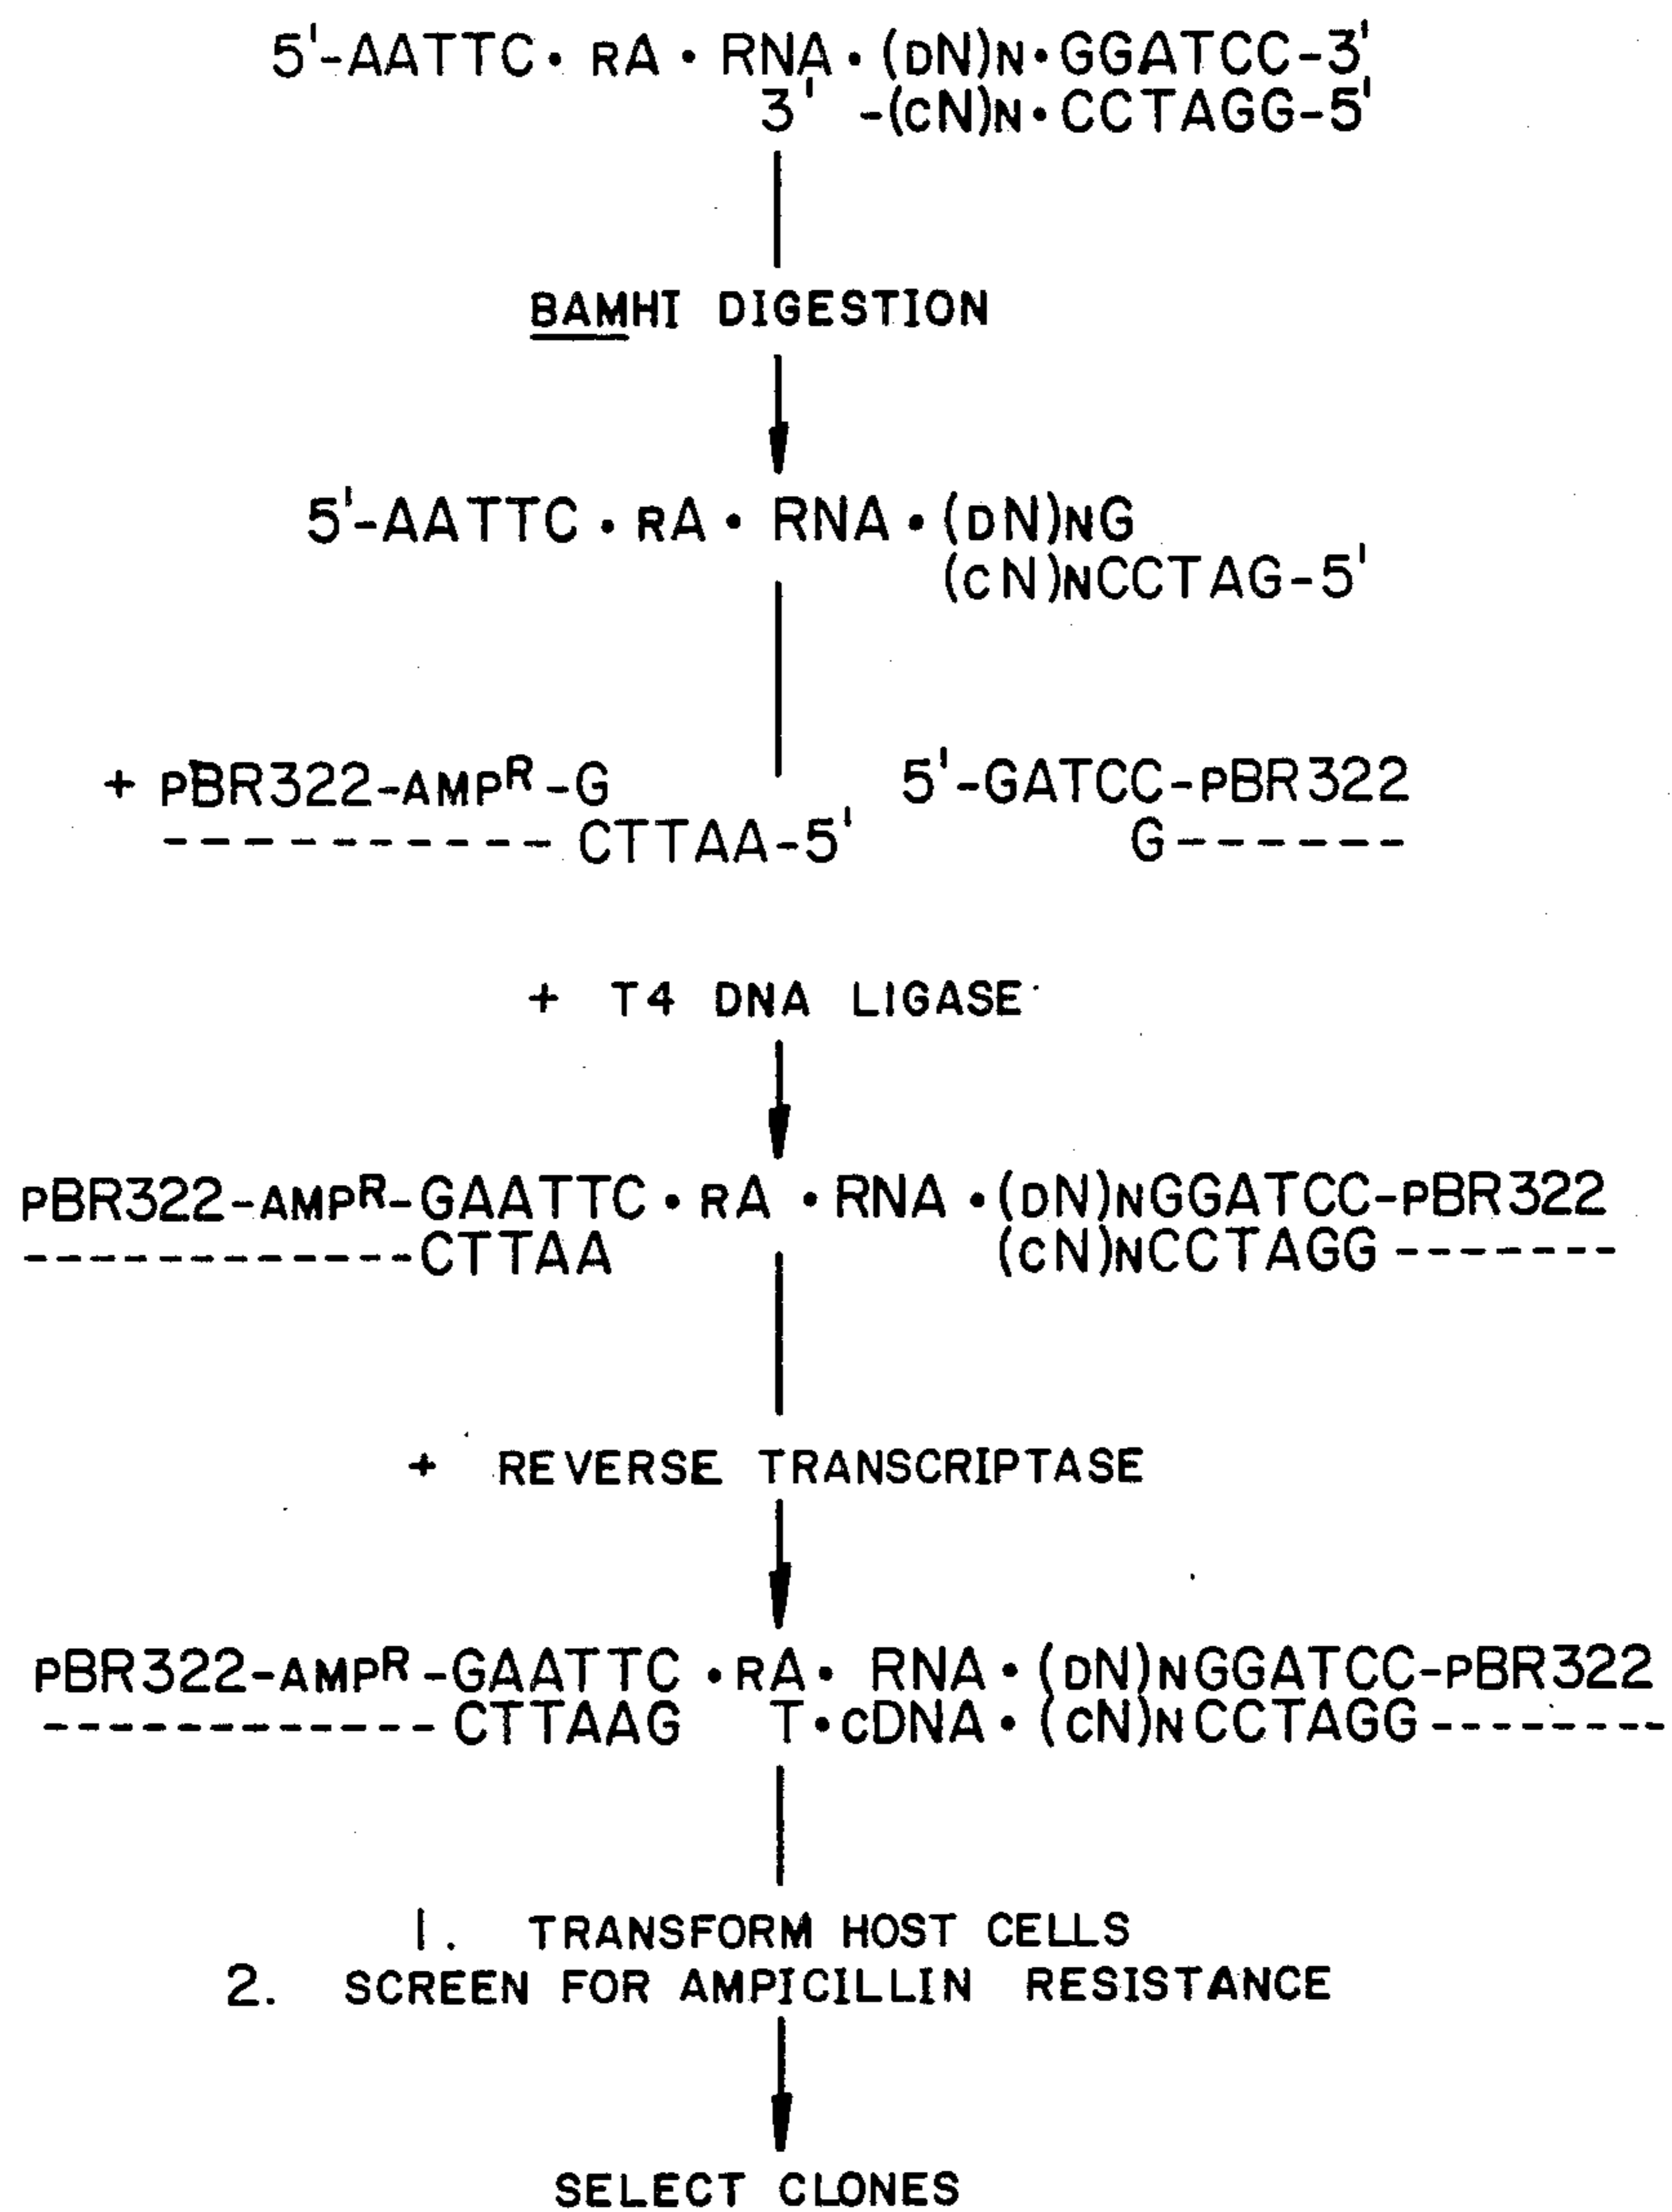 5'-AATTC· RA · RNA · (DN)N·GGATCC-3'
3' -(CN)N·CCTAGG-5'
BAMHI DIGESTION
5'-AATTC · RA · RNA · (DN)NG
(CN)NCCTAG-5'
+ PBR322-AMPR-G 5'-GATCC-PBR322
----------- CTTAA-5' G------
+ T4 DNA LIGASE
PBR322-AMPR-GAATTC · RA · RNA · (DN)NGGATCC-PBR322
------------CTTAA (CN)NCCTAGG -------
+ REVERSE TRANSCRIPTASE
PBR322-AMPR-GAATTC · RA · RNA · (DN)NGGATCC-PBR322
------------ CTTAAG T·CDNA · (CN)NCCTAGG--------
1. TRANSFORM HOST CELLS
2. SCREEN FOR AMPICILLIN RESISTANCE
SELECT CLONES